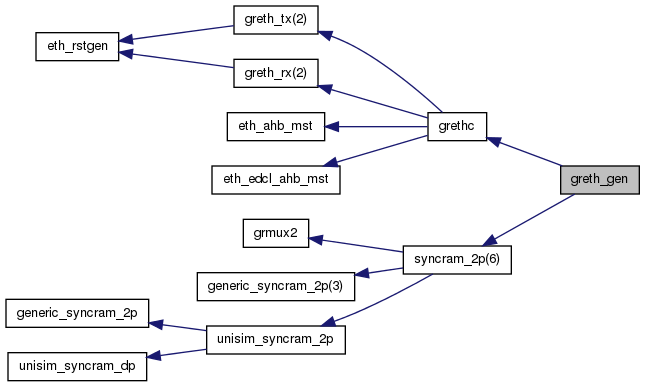 greth_tx(2)
eth_rstgen
greth_rx(2)
eth_ahb_mst
grethc
eth_edcl_ahb_mst
greth_gen
grmux2
syncram_2p(6)
generic_syncram_2p(3)
generic_syncram_2p
unisim_syncram_2p
unisim_syncram_dp